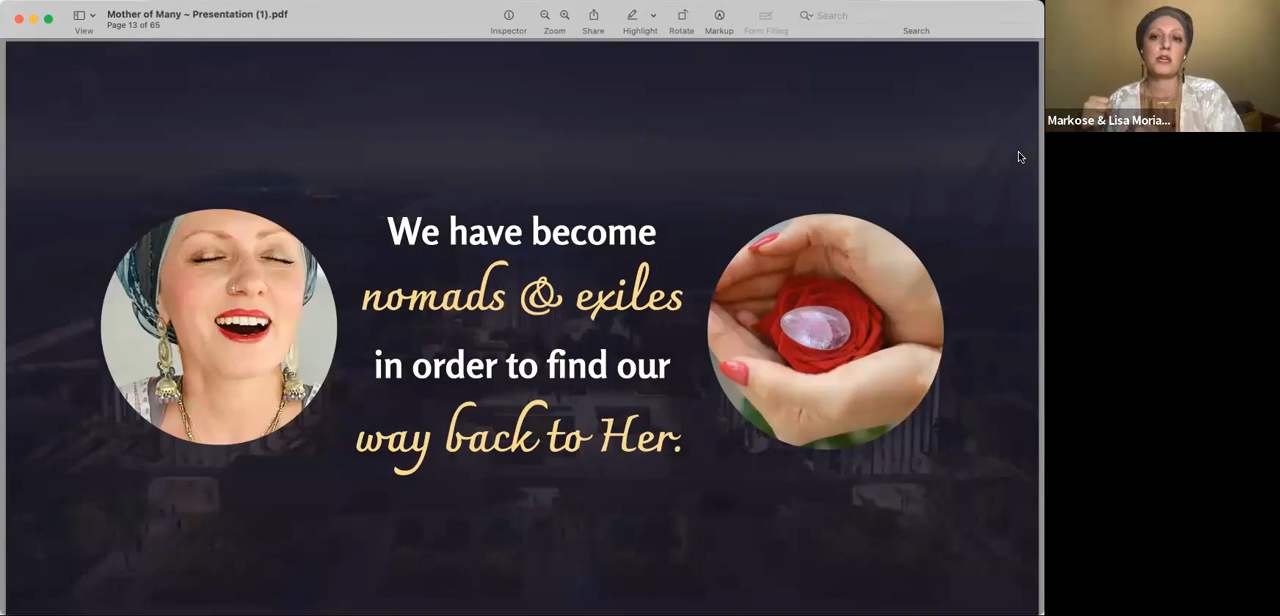 Mother of Many ~ Presentation (1).pdf
Page 13 of 65
View
Inspector
Zoom
Share
Highlight
Rotate
Markup
Form Filling
Search
Search
We have become
nomads & exiles
in order to find our
way back to Her.
Markose & Lisa Moria...